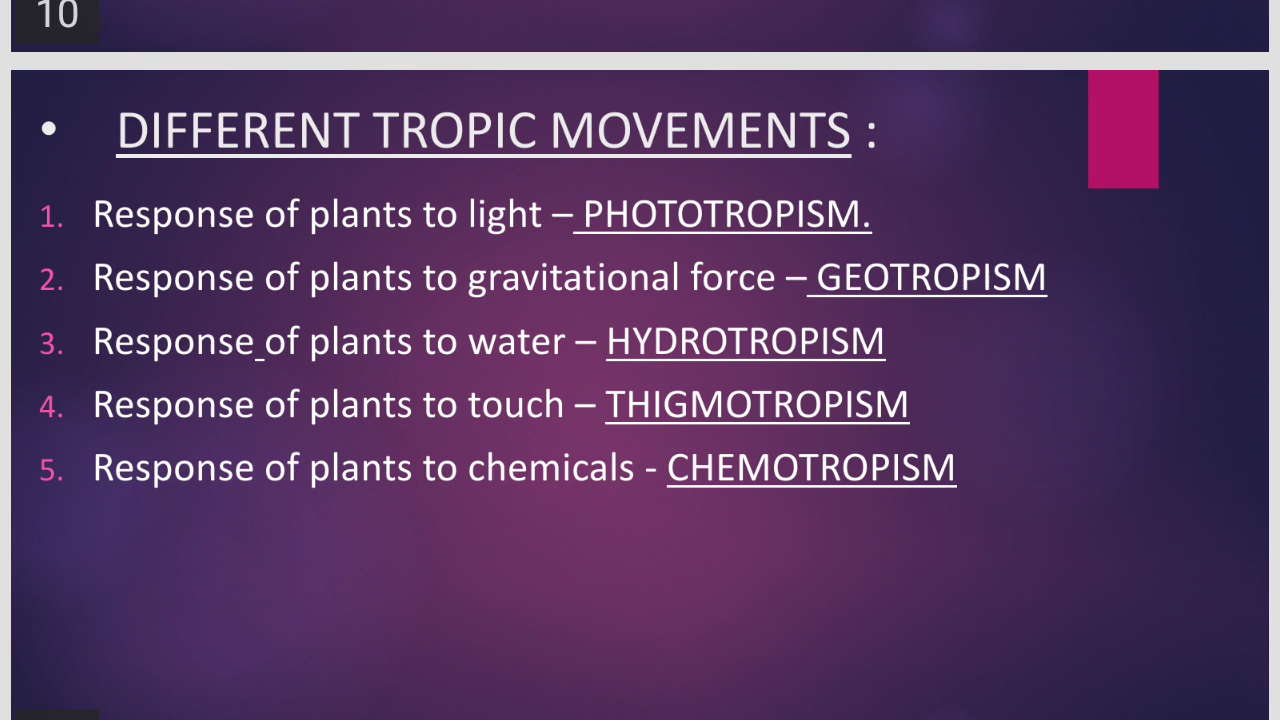 10
• DIFFERENT TROPIC MOVEMENTS :
1. Response of plants to light – PHOTOTROPISM.
2. Response of plants to gravitational force – GEOTROPISM
3. Response of plants to water – HYDROTROPISM
4. Response of plants to touch – THIGMOTROPISM
5. Response of plants to chemicals - CHEMOTROPISM